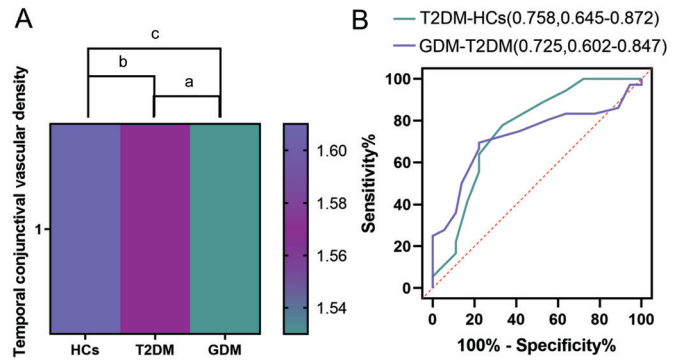 A
c
b
a
Temporal conjunctival vascular density
1
HCs
T2DM
GDM
1.60
1.58
1.56
1.54
B
T2DM-HCs(0.758,0.645-0.872)
GDM-T2DM(0.725,0.602-0.847)
Sensitivity%
100
80
60
40
20
0
0 20 40 60 80 100
100% - Specificity%